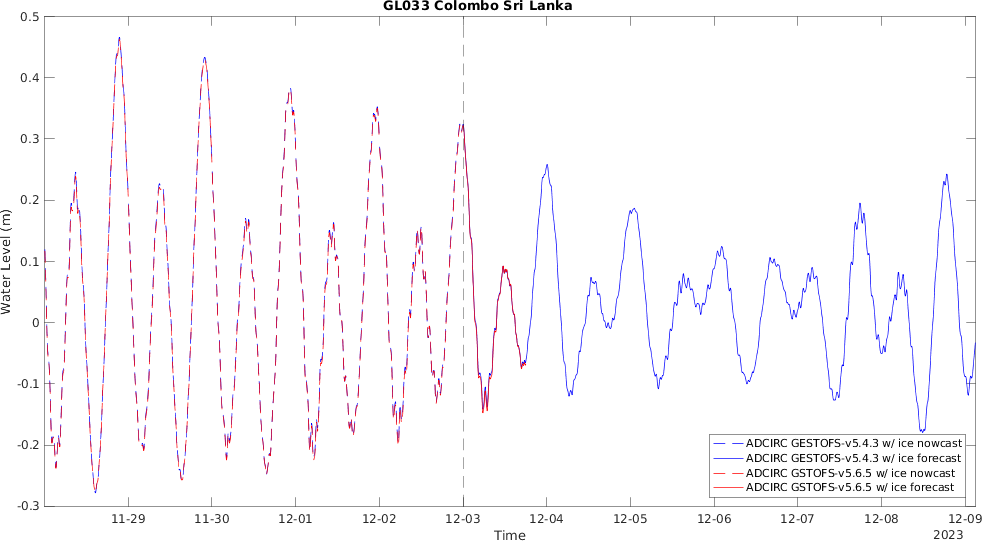 GL033 Colombo Sri Lanka
0.5
0.4
0.3
0.2
0.1
0
-0.1
-0.2
-0.3
Water Level (m)
ADCIRC GESTOFS-v5.4.3 w/ ice nowcast
ADCIRC GESTOFS-v5.4.3 w/ ice forecast
ADCIRC GSTOFS-v5.6.5 w/ ice nowcast
ADCIRC GSTOFS-v5.6.5 w/ ice forecast
11-29 11-30 12-01 12-02 12-03 12-04 12-05 12-06 12-07 12-08 12-09
Time
2023